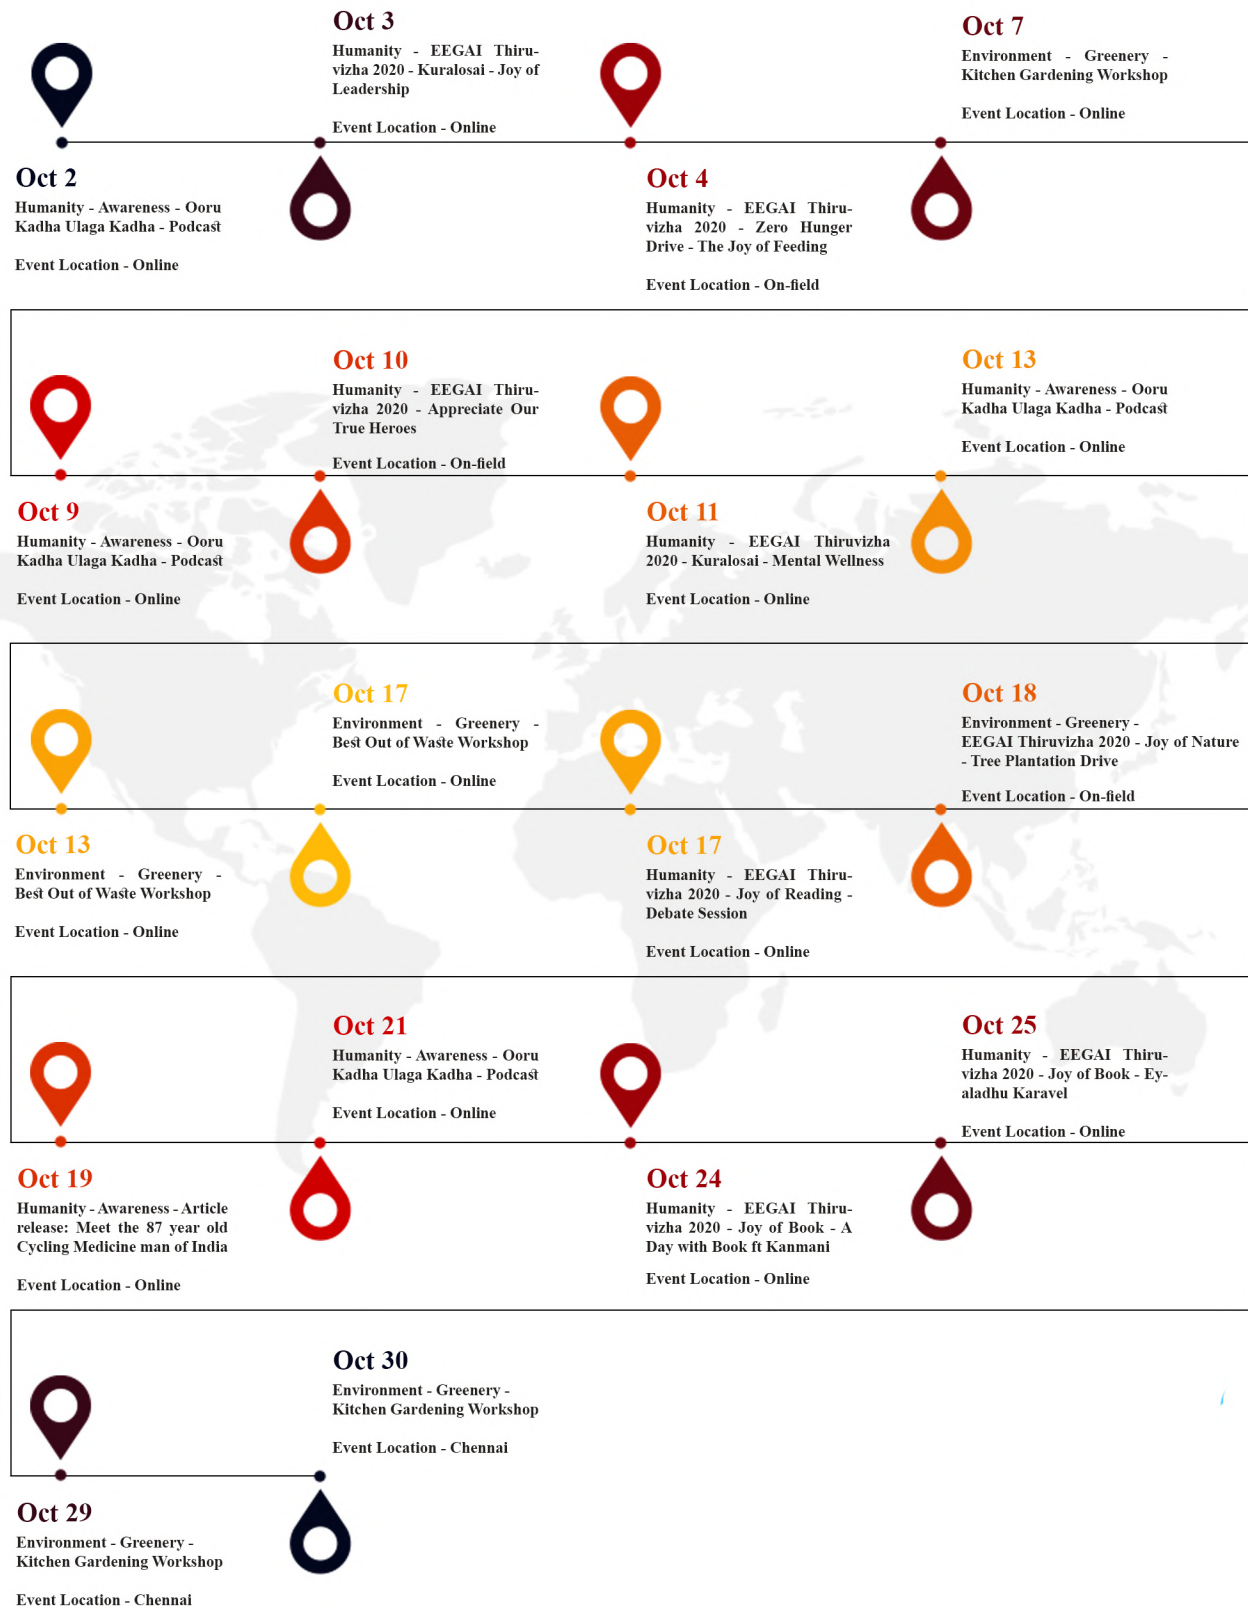 Oct 2
Humanity - Awareness - Ooru
Kadha Ulaga Kadha - Podcast
Event Location - Online
Oct 3
Humanity - EEGAI Thiru-
vizha 2020 - Kuralosai - Joy of
Leadership
Event Location - Online
Oct 4
Humanity - EEGAI Thiru-
vizha 2020 - Zero Hunger
Drive - The Joy of Feeding
Event Location - On-field
Oct 7
Environment - Greenery -
Kitchen Gardening Workshop
Event Location - Online
Oct 9
Humanity - Awareness - Ooru
Kadha Ulaga Kadha - Podcast
Event Location - Online
Oct 10
Humanity - EEGAI Thiru-
vizha 2020 - Appreciate Our
True Heroes
Event Location - On-field
Oct 11
Humanity - EEGAI Thiruvizha
2020 - Kuralosai - Mental Wellness
Event Location - Online
Oct 13
Humanity - Awareness - Ooru
Kadha Ulaga Kadha - Podcast
Event Location - Online
Oct 13
Environment - Greenery -
Best Out of Waste Workshop
Event Location - Online
Oct 17
Environment - Greenery -
Best Out of Waste Workshop
Event Location - Online
Oct 17
Humanity - EEGAI Thiru-
vizha 2020 - Joy of Reading -
Debate Session
Event Location - Online
Oct 18
Environment - Greenery -
EEGAI Thiruvizha 2020 - Joy of Nature
- Tree Plantation Drive
Event Location - On-field
Oct 19
Humanity - Awareness - Article
release: Meet the 87 year old
Cycling Medicine man of India
Event Location - Online
Oct 21
Humanity - Awareness - Ooru
Kadha Ulaga Kadha - Podcast
Event Location - Online
Oct 24
Humanity - EEGAI Thiru-
vizha 2020 - Joy of Book - A
Day with Book ft Kanmani
Event Location - Online
Oct 25
Humanity - EEGAI Thiru-
vizha 2020 - Joy of Book - Ey-
aladhu Karavel
Event Location - Online
Oct 29
Environment - Greenery -
Kitchen Gardening Workshop
Event Location - Chennai
Oct 30
Environment - Greenery -
Kitchen Gardening Workshop
Event Location - Chennai